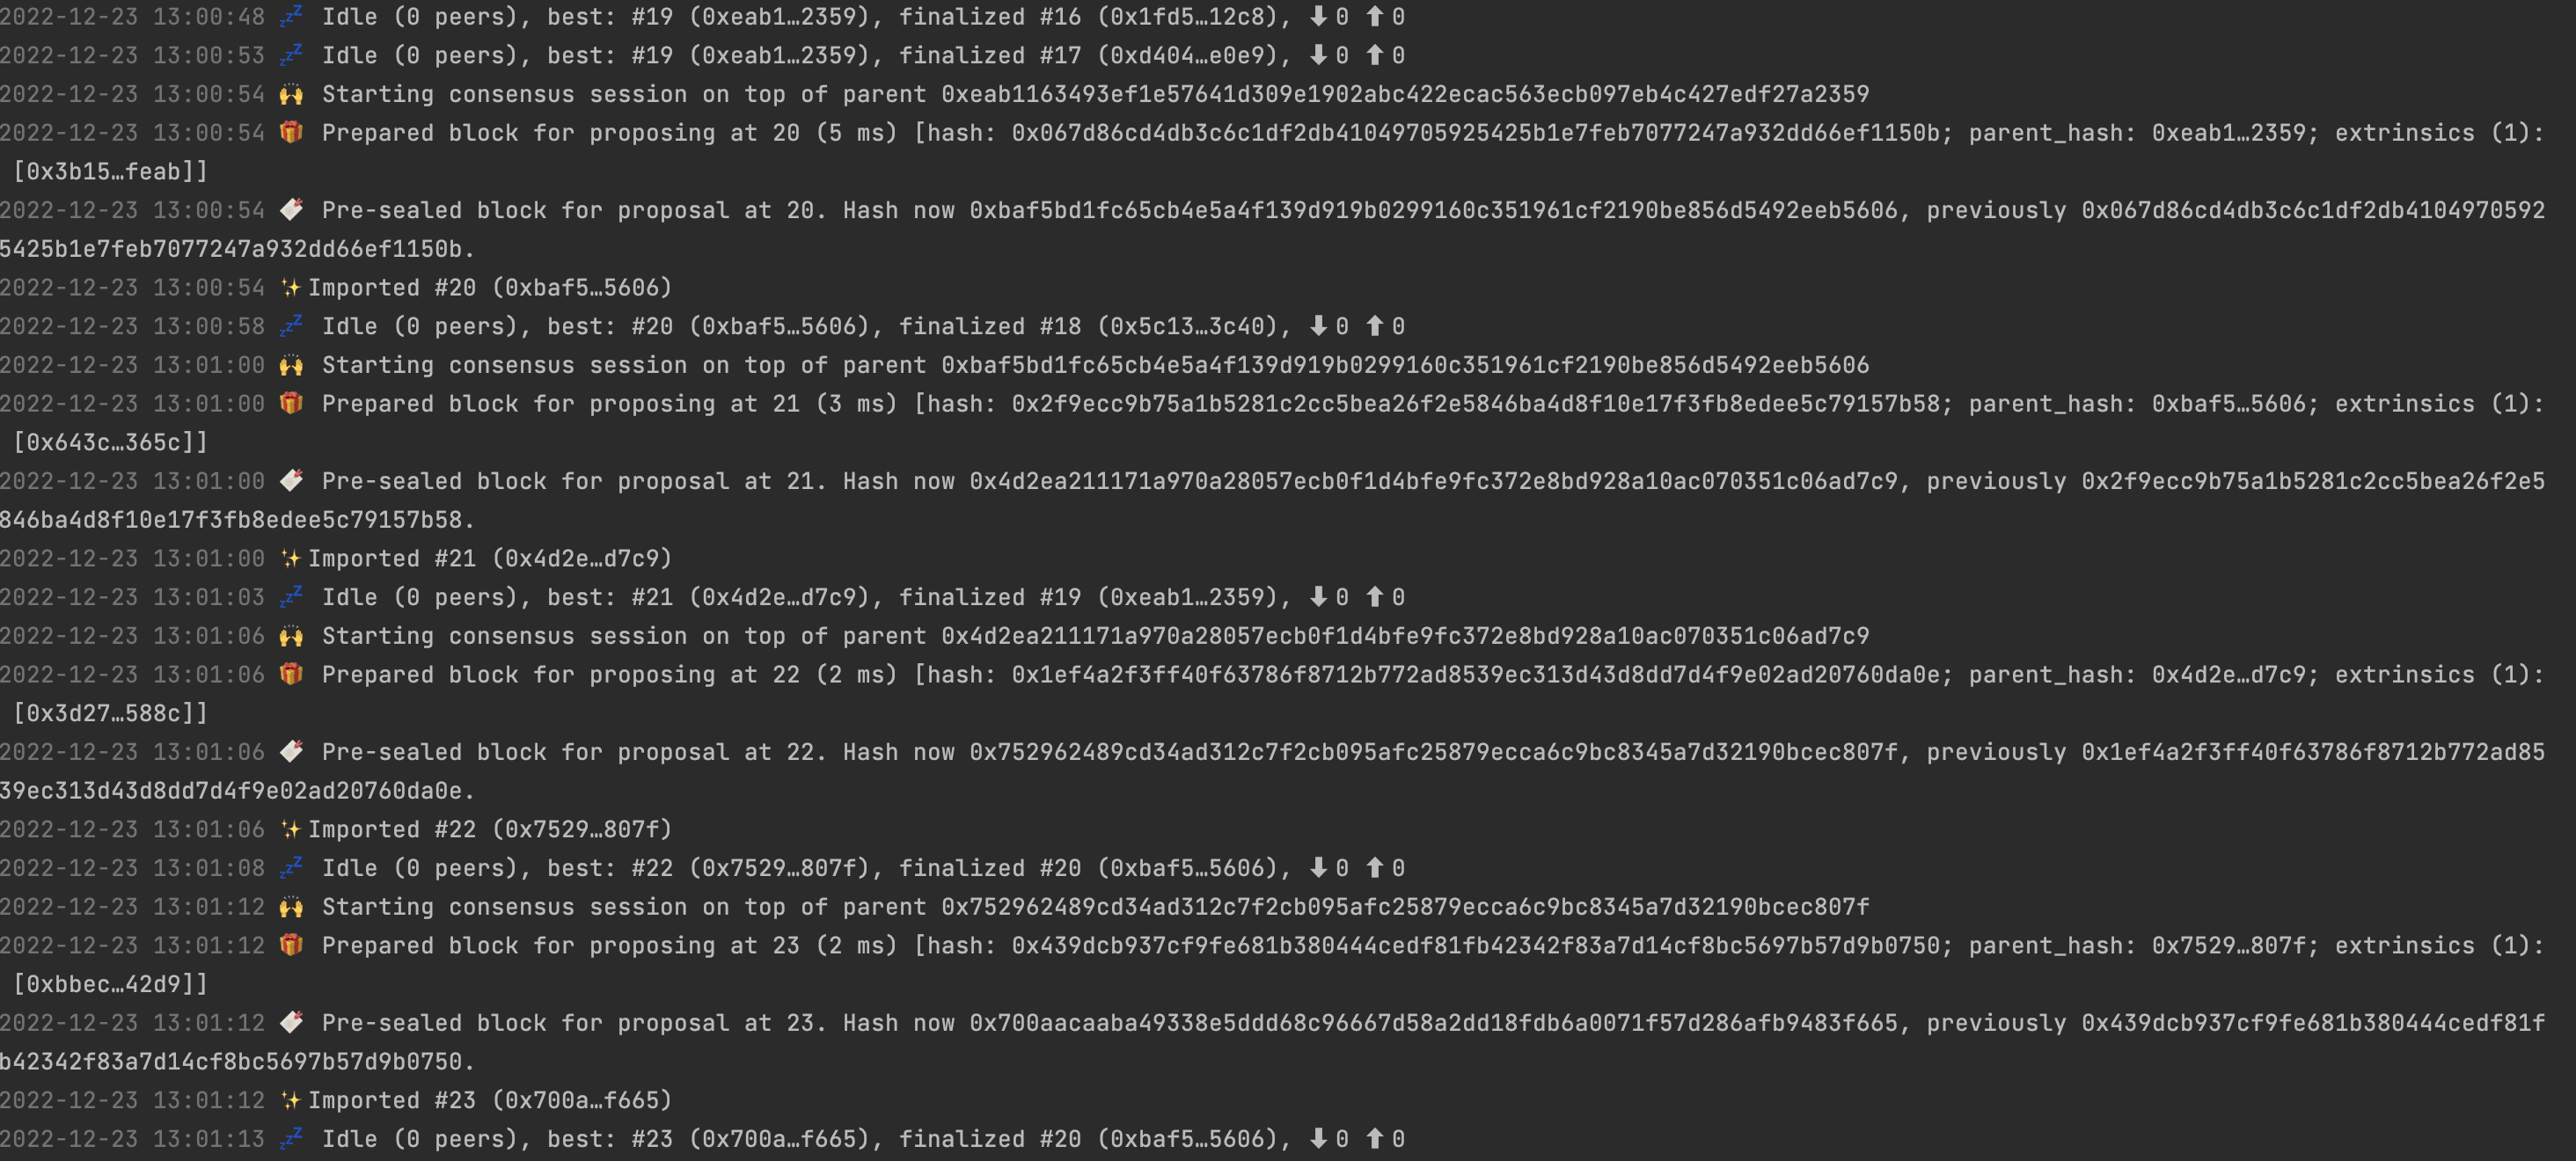 2022-12-23 13:00:48 💤 Idle (0 peers), best: #19 (0xeab1…2359), finalized #16 (0x1fd5…12c8), ⬇ 0 ⬆ 0
2022-12-23 13:00:53 💤 Idle (0 peers), best: #19 (0xeab1…2359), finalized #17 (0xd404…e0e9), ⬇ 0 ⬆ 0
2022-12-23 13:00:54 🙌 Starting consensus session on top of parent 0xeab1163493ef1e57641d309e1902abc422ecac563ecb097eb4c427edf27a2359
2022-12-23 13:00:54 🎁 Prepared block for proposing at 20 (5 ms) [hash: 0x067d86cd4db3c6c1df2db41049705925425b1e7feb7077247a932dd66ef1150b; parent_hash: 0xeab1…2359; extrinsics (1):
[0x3b15…feab]]
2022-12-23 13:00:54 🔖 Pre-sealed block for proposal at 20. Hash now 0xbaf5bd1fc65cb4e5a4f139d919b0299160c351961cf2190be856d5492eeb5606, previously 0x067d86cd4db3c6c1df2db4104970592
5425b1e7feb7077247a932dd66ef1150b.
2022-12-23 13:00:54 ✨ Imported #20 (0xbaf5…5606)
2022-12-23 13:00:58 💤 Idle (0 peers), best: #20 (0xbaf5…5606), finalized #18 (0x5c13…3c40), ⬇ 0 ⬆ 0
2022-12-23 13:01:00 🙌 Starting consensus session on top of parent 0xbaf5bd1fc65cb4e5a4f139d919b0299160c351961cf2190be856d5492eeb5606
2022-12-23 13:01:00 🎁 Prepared block for proposing at 21 (3 ms) [hash: 0x2f9ecc9b75a1b5281c2cc5bea26f2e5846ba4d8f10e17f3fb8edee5c79157b58; parent_hash: 0xbaf5…5606; extrinsics (1):
[0x643c…365c]]
2022-12-23 13:01:00 🔖 Pre-sealed block for proposal at 21. Hash now 0x4d2ea211171a970a28057ecb0f1d4bfe9fc372e8bd928a10ac070351c06ad7c9, previously 0x2f9ecc9b75a1b5281c2cc5bea26f2e5
846ba4d8f10e17f3fb8edee5c79157b58.
2022-12-23 13:01:00 ✨ Imported #21 (0x4d2e…d7c9)
2022-12-23 13:01:03 💤 Idle (0 peers), best: #21 (0x4d2e…d7c9), finalized #19 (0xeab1…2359), ⬇ 0 ⬆ 0
2022-12-23 13:01:06 🙌 Starting consensus session on top of parent 0x4d2ea211171a970a28057ecb0f1d4bfe9fc372e8bd928a10ac070351c06ad7c9
2022-12-23 13:01:06 🎁 Prepared block for proposing at 22 (2 ms) [hash: 0x1ef4a2f3ff40f63786f8712b772ad8539ec313d43d8dd7d4f9e02ad20760da0e; parent_hash: 0x4d2e…d7c9; extrinsics (1):
[0x3d27…588c]]
2022-12-23 13:01:06 🔖 Pre-sealed block for proposal at 22. Hash now 0x752962489cd34ad312c7f2cb095afc25879ecca6c9bc8345a7d32190bcec807f, previously 0x1ef4a2f3ff40f63786f8712b772ad85
39ec313d43d8dd7d4f9e02ad20760da0e.
2022-12-23 13:01:06 ✨ Imported #22 (0x7529…807f)
2022-12-23 13:01:08 💤 Idle (0 peers), best: #22 (0x7529…807f), finalized #20 (0xbaf5…5606), ⬇ 0 ⬆ 0
2022-12-23 13:01:12 🙌 Starting consensus session on top of parent 0x752962489cd34ad312c7f2cb095afc25879ecca6c9bc8345a7d32190bcec807f
2022-12-23 13:01:12 🎁 Prepared block for proposing at 23 (2 ms) [hash: 0x439dcb937cf9fe681b380444cedf81fb42342f83a7d14cf8bc5697b57d9b0750; parent_hash: 0x7529…807f; extrinsics (1):
[0xbbec…42d9]]
2022-12-23 13:01:12 🔖 Pre-sealed block for proposal at 23. Hash now 0x700aacaaba49338e5ddd68c96667d58a2dd18fdb6a0071f57d286afb9483f665, previously 0x439dcb937cf9fe681b380444cedf81f
b42342f83a7d14cf8bc5697b57d9b0750.
2022-12-23 13:01:12 ✨ Imported #23 (0x700a…f665)
2022-12-23 13:01:13 💤 Idle (0 peers), best: #23 (0x700a…f665), finalized #20 (0xbaf5…5606), ⬇ 0 ⬆ 0